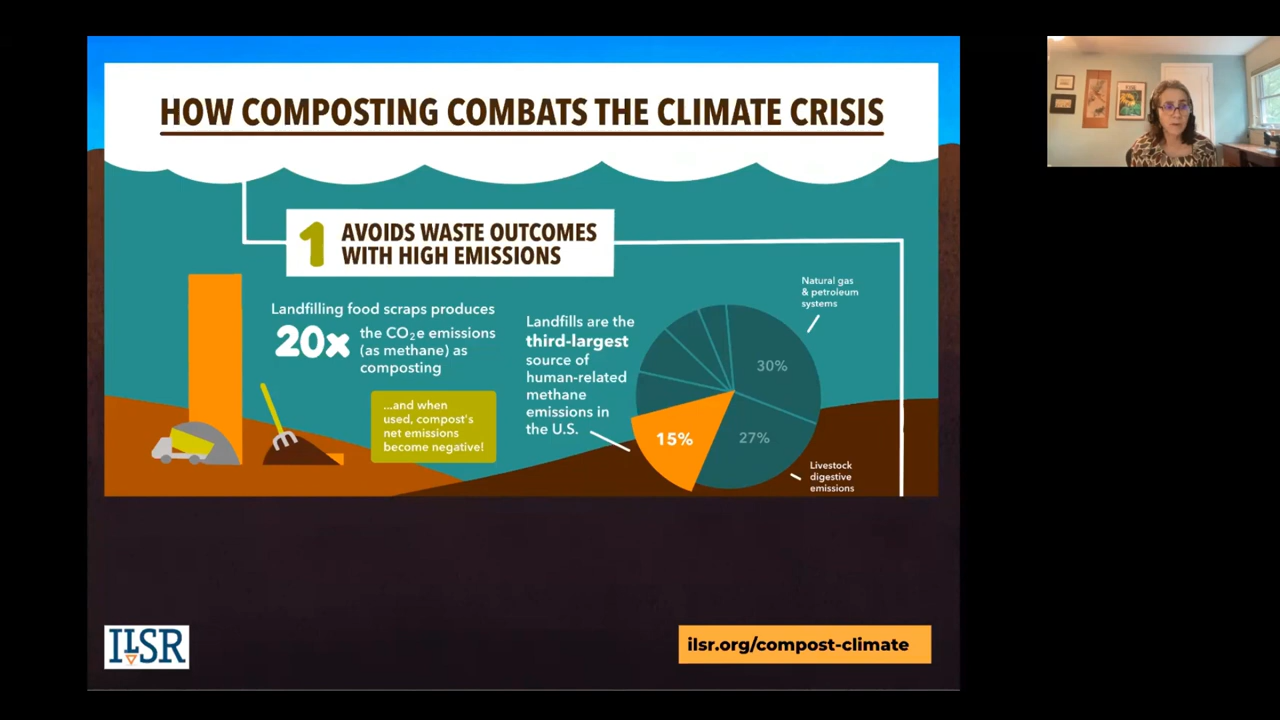 HOW COMPOSTING COMBATS THE CLIMATE CRISIS
1
AVOIDS WASTE OUTCOMES
WITH HIGH EMISSIONS
Landfilling food scraps produces
20x
the CO₂e emissions
(as methane) as
composting
...and when
used, compost's
net emissions
become negative!
Landfills are the
third-largest
source of
human-related
methane
emissions in
the U.S.
Natural gas
& petroleum
systems
30%
27%
15%
Livestock
digestive
emissions
ILSR
ilsr.org/compost-climate